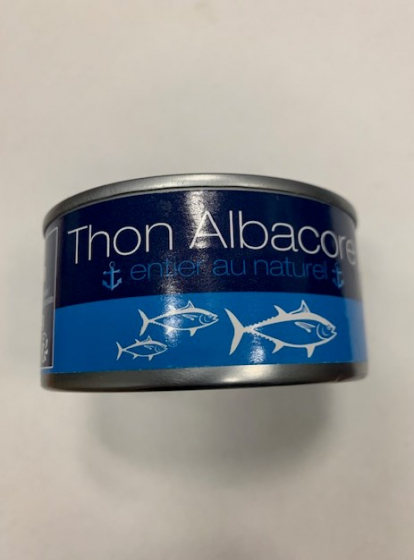 Thon Albacore
entier au naturel